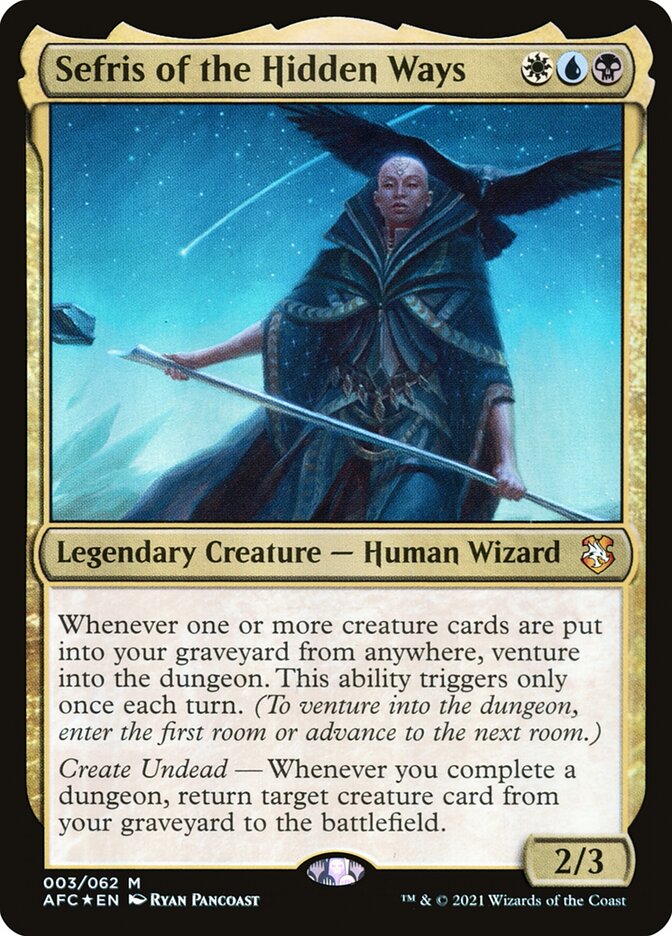 Sefris of the Hidden Ways
Legendary Creature — Human Wizard
Whenever one or more creature cards are put
into your graveyard from anywhere, venture
into the dungeon. This ability triggers only
once each turn. (To venture into the dungeon,
enter the first room or advance to the next room.)
Create Undead — Whenever you complete a
dungeon, return target creature card from
your graveyard to the battlefield.
2/3
003/062 M
AFC★EN Ryan Pancoast
™ & © 2021 Wizards of the Coast